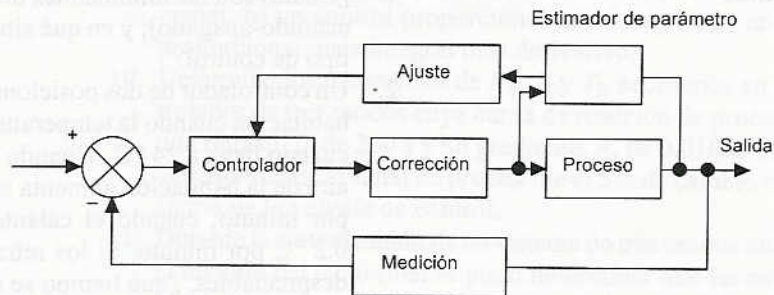 Estimador de parámetro
Ajuste
+
Controlador
Corrección
Proceso
Salida
−
Medición